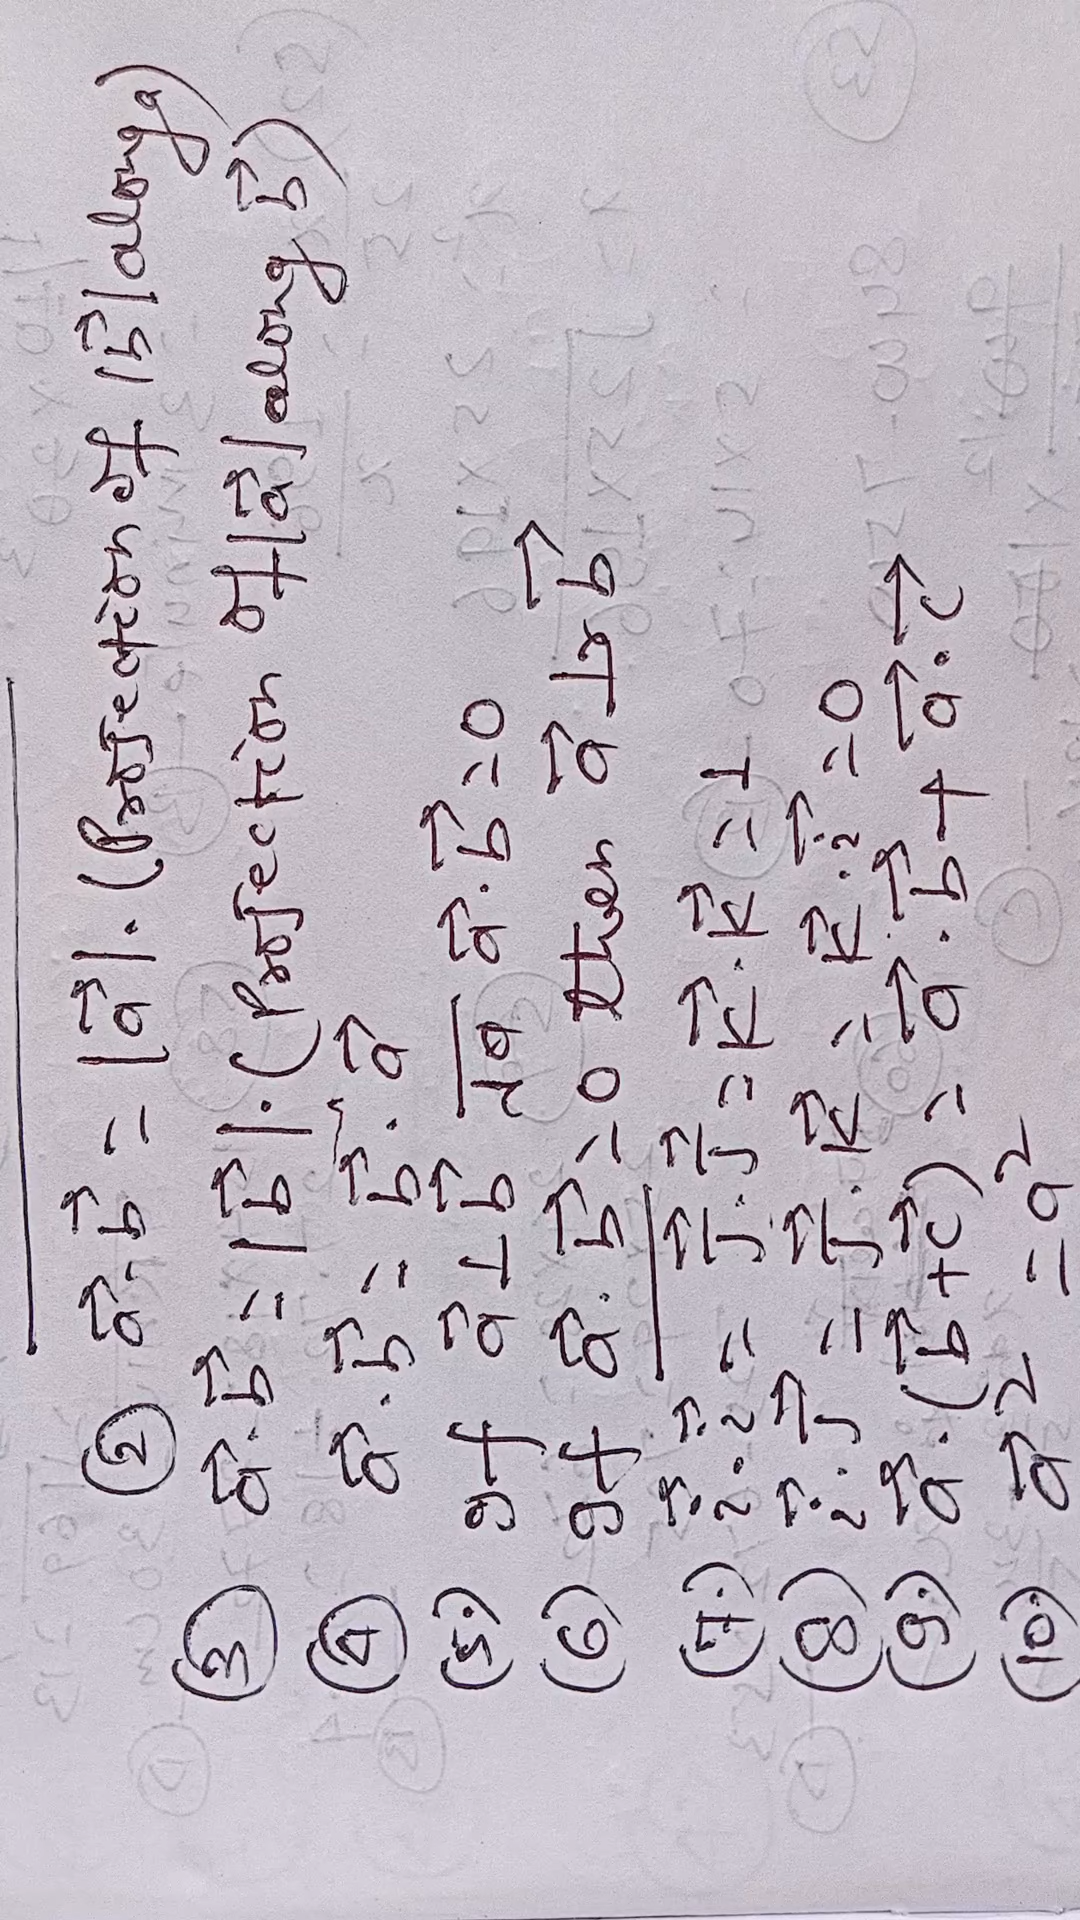 ② a⃗.b⃗ = |a⃗|.(Projection of |b⃗| along a)
③ a⃗.b⃗ = |b⃗|.(Projection of |a⃗| along b⃗)
④ a⃗.b⃗ = b⃗.a⃗
⑤. If a⃗ ⊥ b⃗ a⃗.b⃗ = 0
⑥ If a⃗.b⃗ = 0 then a⃗ ⊥r b⃗
⑦. i⃗.i⃗ = j⃗.j⃗ = k⃗.k⃗ = 1
⑧ i⃗.j⃗ = j⃗.k⃗ = k⃗.i⃗ = 0
⑨. a⃗.(b⃗+c⃗) = a⃗.b⃗ + a⃗.c⃗
⑩. a⃗² = a²